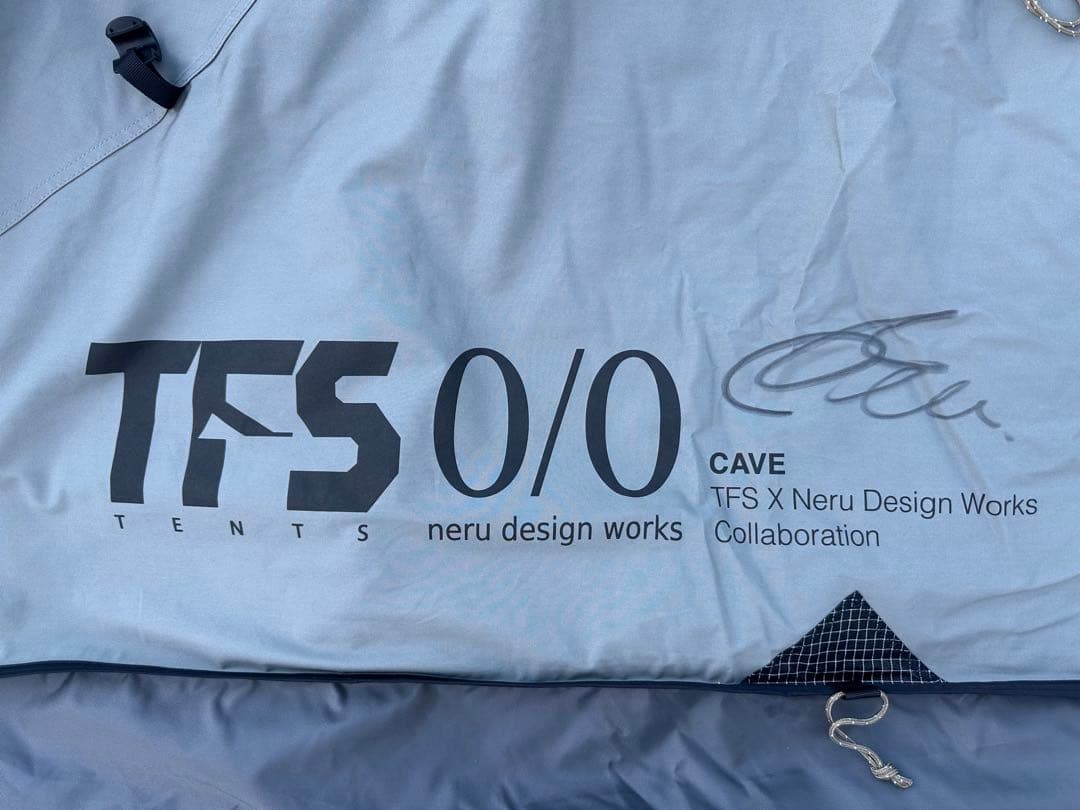 TFS
TENTS
0/0
neru design works
CAVE
TFS X Neru Design Works
Collaboration